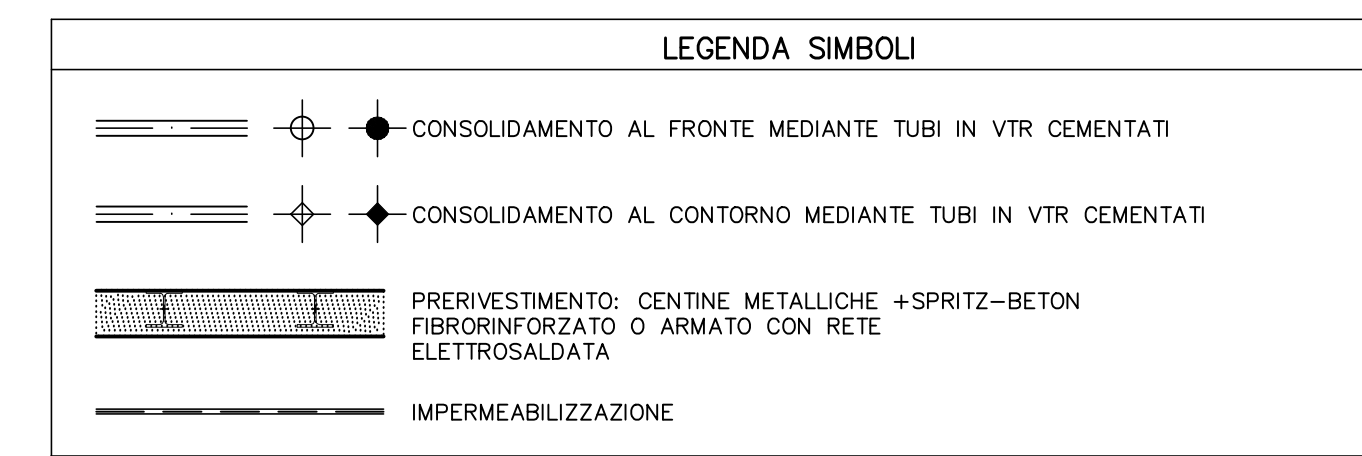 LEGENDA SIMBOLI
CONSOLIDAMENTO AL FRONTE MEDIANTE TUBI IN VTR CEMENTATI
CONSOLIDAMENTO AL CONTORNO MEDIANTE TUBI IN VTR CEMENTATI
PRERIVESTIMENTO: CENTINE METALLICHE +SPRITZ-BETON
FIBRORINFORZATO O ARMATO CON RETE
ELETTROSALDATA
IMPERMEABILIZZAZIONE